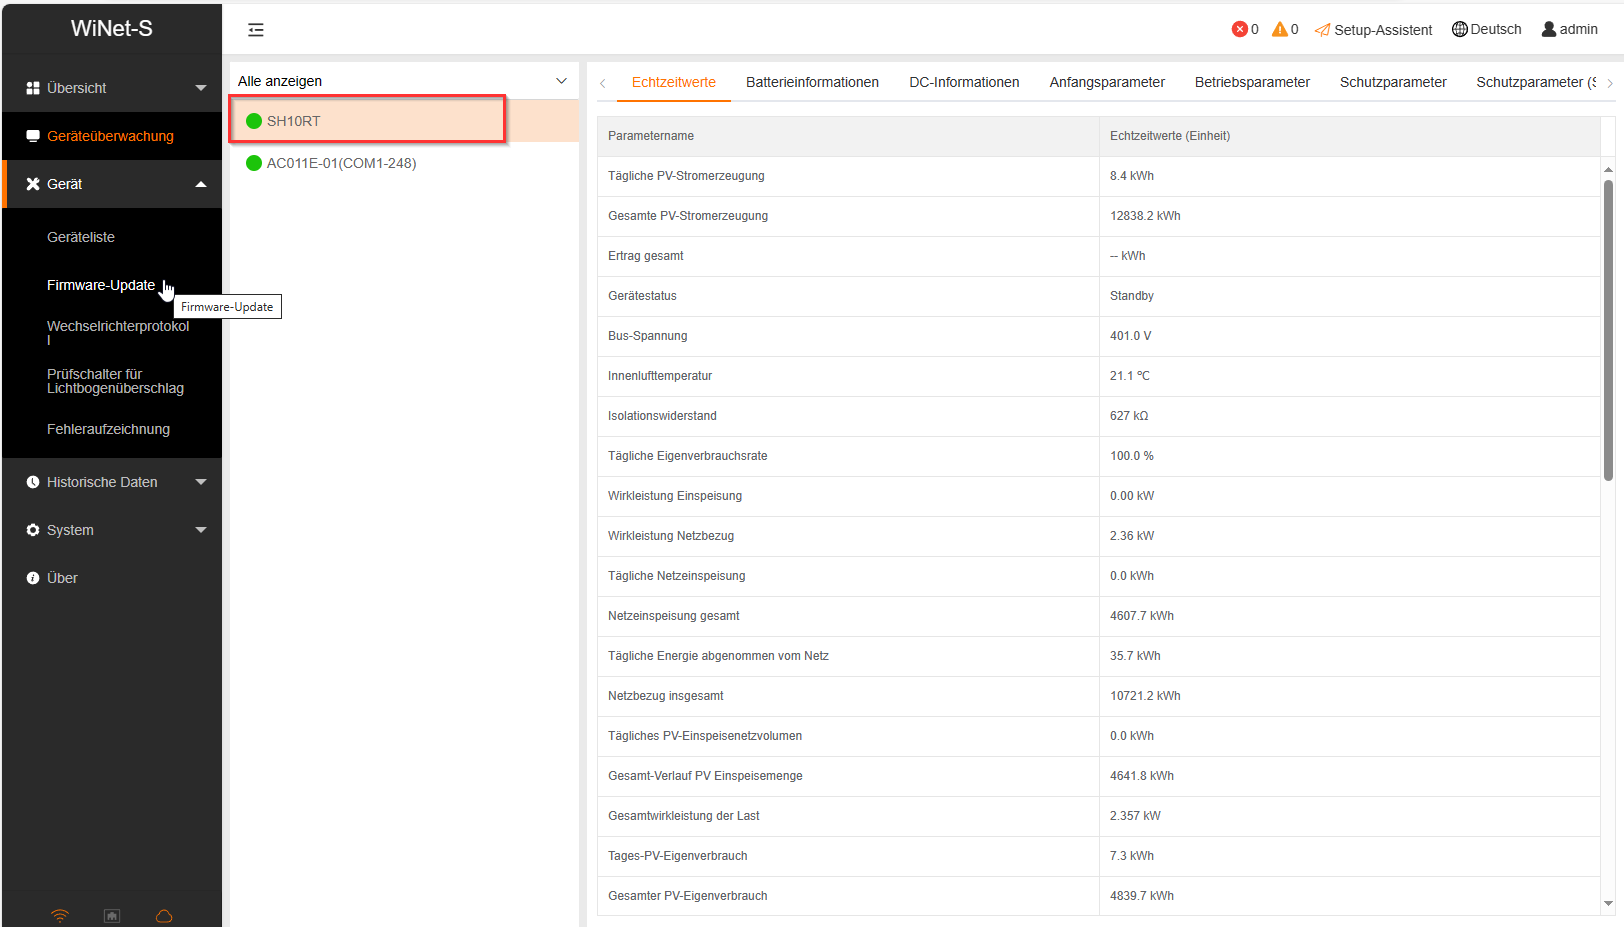 WiNet-S
0
0
Setup-Assistent
Deutsch
admin
Übersicht
Geräteüberwachung
Gerät
Geräteliste
Firmware-Update
Firmware-Update
Wechselrichterprotokol
l
Prüfschalter für
Lichtbogenüberschlag
Fehleraufzeichnung
Historische Daten
System
Über
Alle anzeigen
SH10RT
AC011E-01(COM1-248)
Echtzeitwerte Batterieinformationen DC-Informationen Anfangsparameter Betriebsparameter Schutzparameter Schutzparameter (S
Parametername Echtzeitwerte (Einheit)
Tägliche PV-Stromerzeugung 8.4 kWh
Gesamte PV-Stromerzeugung 12838.2 kWh
Ertrag gesamt -- kWh
Gerätestatus Standby
Bus-Spannung 401.0 V
Innenlufttemperatur 21.1 ℃
Isolationswiderstand 627 kΩ
Tägliche Eigenverbrauchsrate 100.0 %
Wirkleistung Einspeisung 0.00 kW
Wirkleistung Netzbezug 2.36 kW
Tägliche Netzeinspeisung 0.0 kWh
Netzeinspeisung gesamt 4607.7 kWh
Tägliche Energie abgenommen vom Netz 35.7 kWh
Netzbezug insgesamt 10721.2 kWh
Tägliches PV-Einspeisenetzvolumen 0.0 kWh
Gesamt-Verlauf PV Einspeisemenge 4641.8 kWh
Gesamtwirkleistung der Last 2.357 kW
Tages-PV-Eigenverbrauch 7.3 kWh
Gesamter PV-Eigenverbrauch 4839.7 kWh